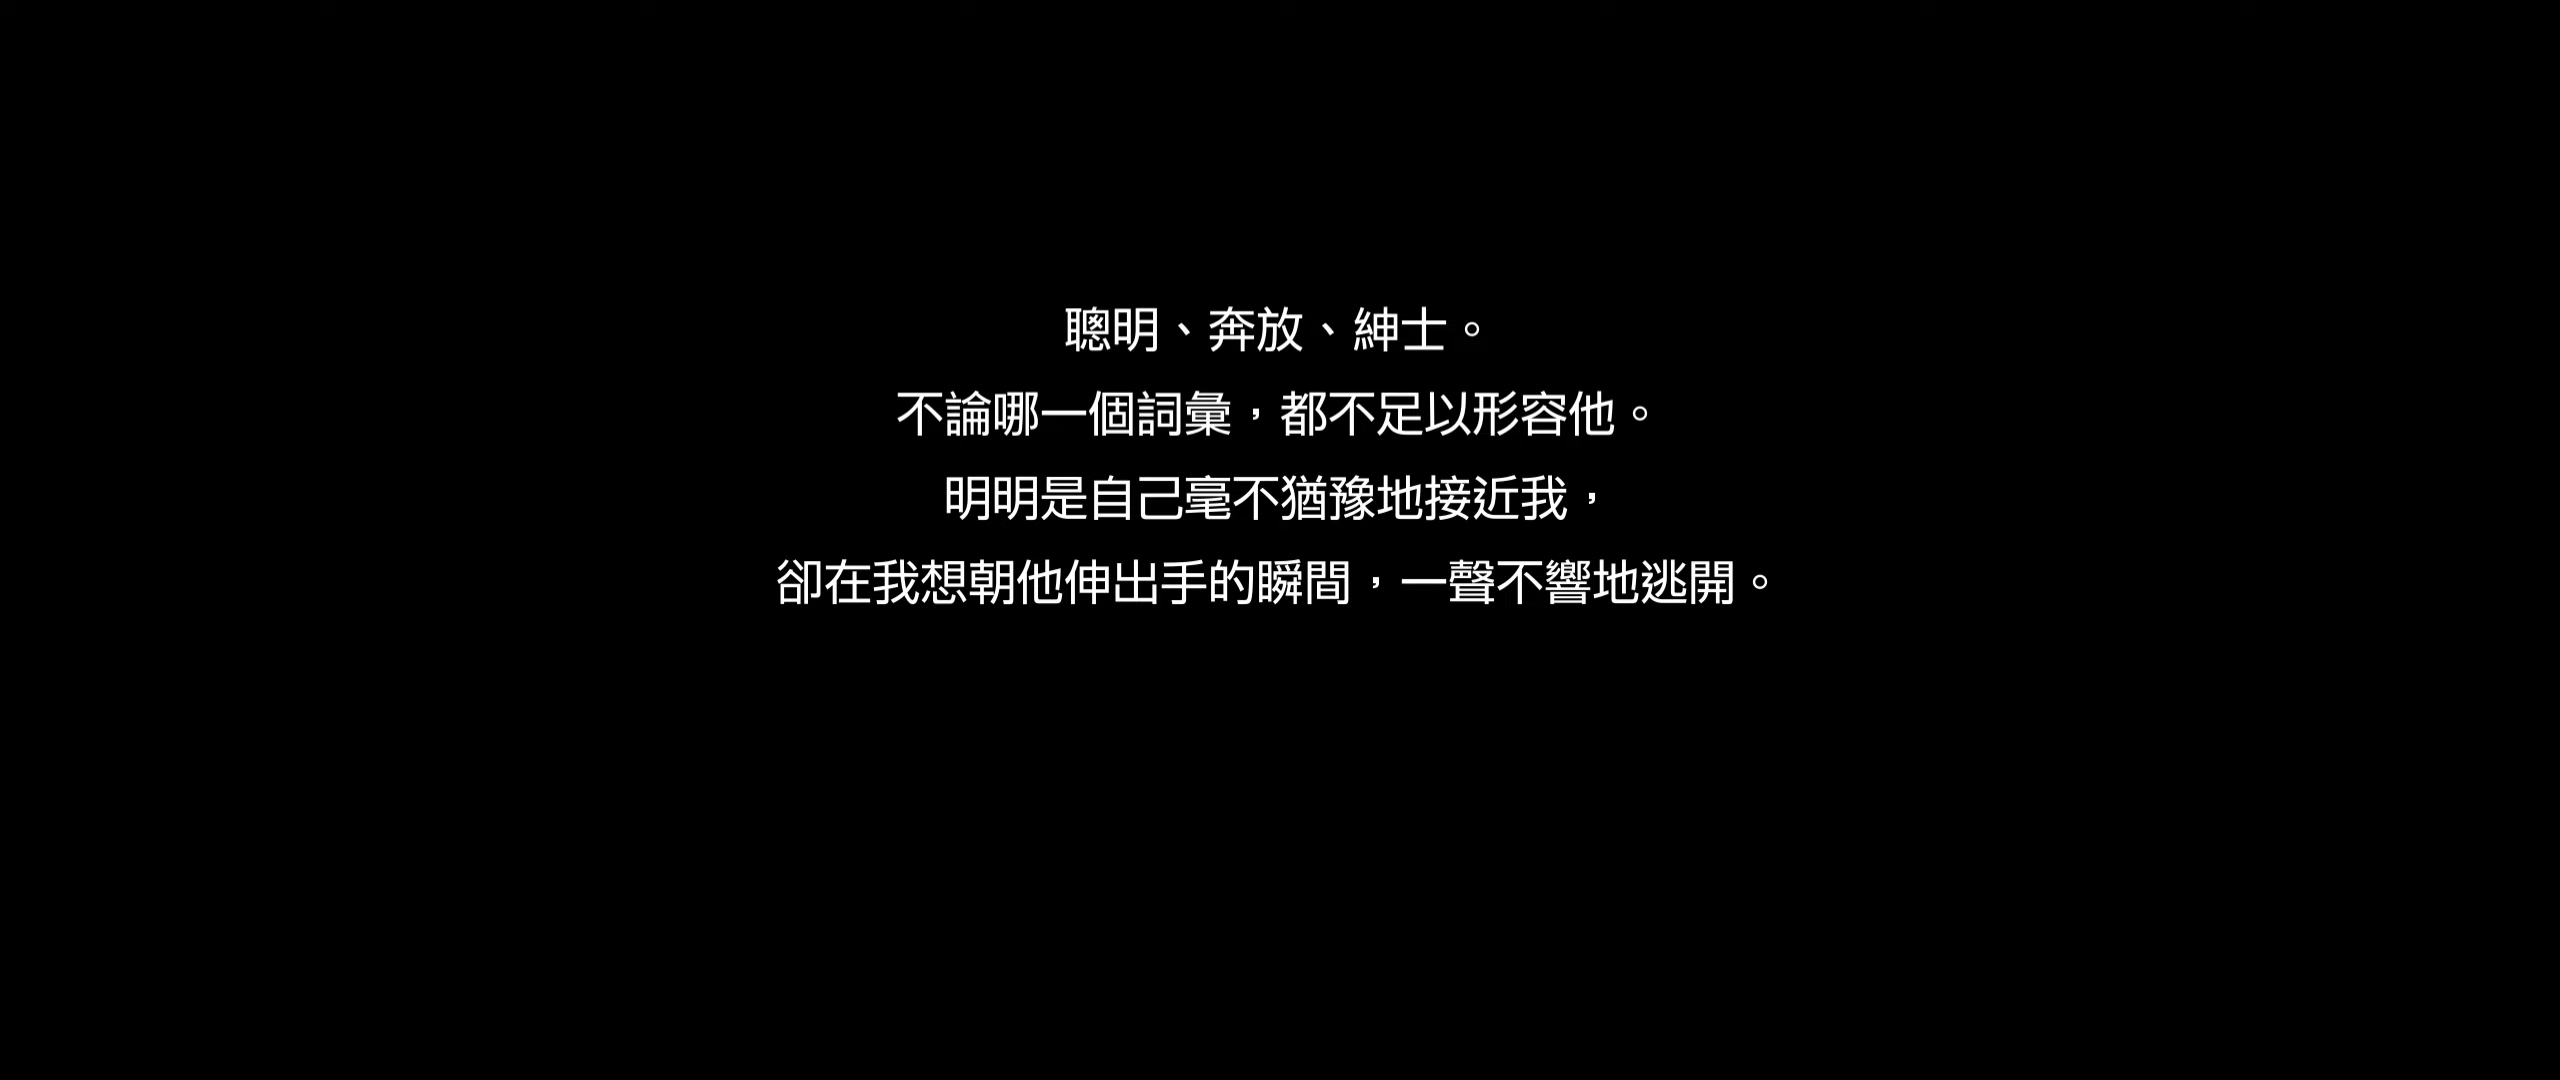 聰明、奔放、紳士。
不論哪一個詞彙，都不足以形容他。
明明是自己毫不猶豫地接近我，
卻在我想朝他伸出手的瞬間，一聲不響地逃開。